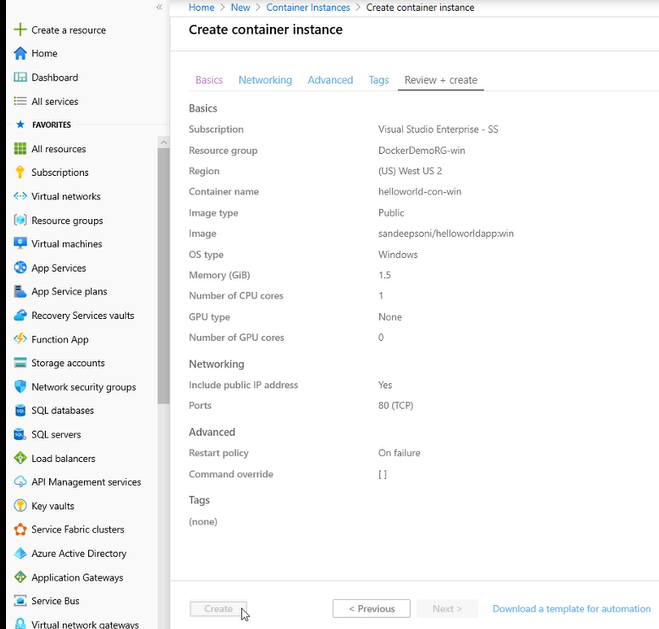 «
Create a resource
Home
Dashboard
All services
FAVORITES
All resources
Subscriptions
Virtual networks
Resource groups
Virtual machines
App Services
App Service plans
Recovery Services vaults
Function App
Storage accounts
Network security groups
SQL databases
SQL servers
Load balancers
API Management services
Key vaults
Service Fabric clusters
Azure Active Directory
Application Gateways
Service Bus
Virtual network gateways
Home > New > Container Instances > Create container instance
Create container instance
Basics Networking Advanced Tags Review + create
Basics
Subscription Visual Studio Enterprise - SS
Resource group DockerDemoRG-win
Region (US) West US 2
Container name helloworld-con-win
Image type Public
Image sandeepsoni/helloworldapp:win
OS type Windows
Memory (GiB) 1.5
Number of CPU cores 1
GPU type None
Number of GPU cores 0
Networking
Include public IP address Yes
Ports 80 (TCP)
Advanced
Restart policy On failure
Command override [ ]
Tags
(none)
Create < Previous Next > Download a template for automation